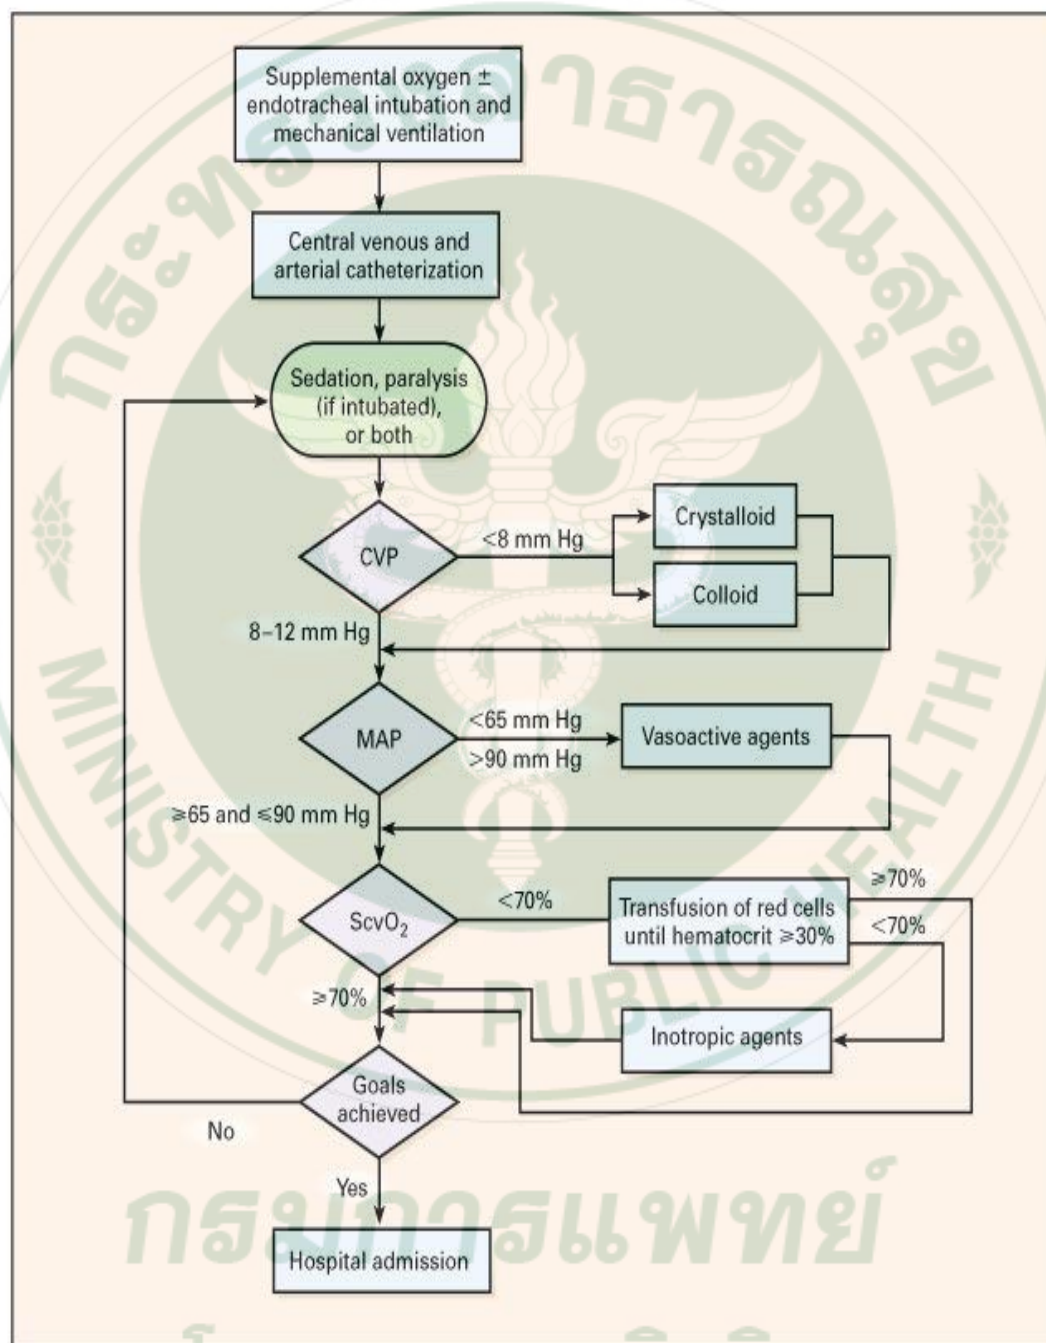 กระทรวงสาธารณสุข
Supplemental oxygen ±
endotracheal intubation and
mechanical ventilation
Central venous and
arterial catheterization
Sedation, paralysis
(if intubated),
or both
CVP
<8 mm Hg
Crystalloid
Colloid
8–12 mm Hg
MAP
<65 mm Hg
>90 mm Hg
Vasoactive agents
⩾65 and ⩽90 mm Hg
ScvO₂
<70%
Transfusion of red cells
until hematocrit ⩾30%
⩾70%
<70%
⩾70%
Inotropic agents
Goals
achieved
No
Yes
Hospital admission
MINISTRY OF PUBLIC HEALTH
กรมการแพทย์